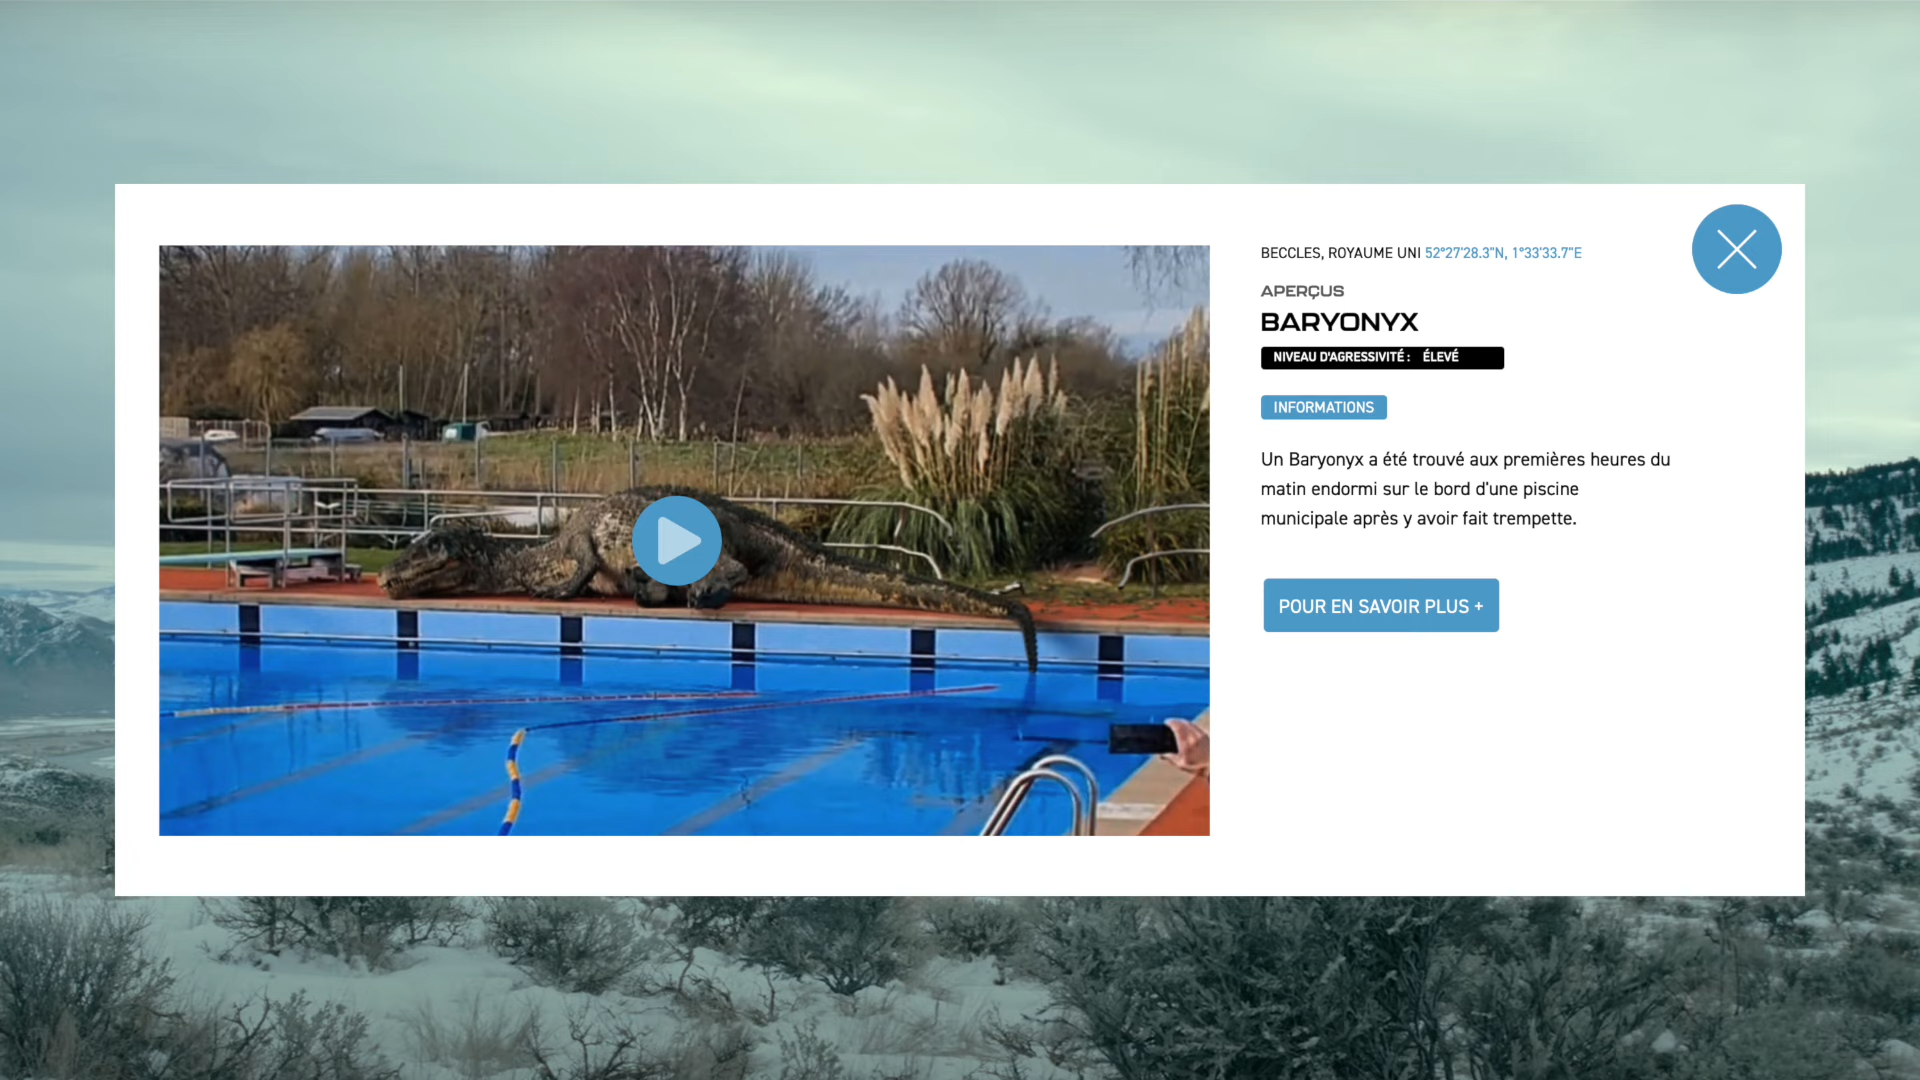 BECCLES, ROYAUME UNI 52°27'28.3"N, 1°33'33.7"E
APERÇUS
BARYONYX
NIVEAU D'AGRESSIVITÉ : ÉLEVÉ
INFORMATIONS
Un Baryonyx a été trouvé aux premières heures du
matin endormi sur le bord d'une piscine
municipale après y avoir fait trempette.
POUR EN SAVOIR PLUS +